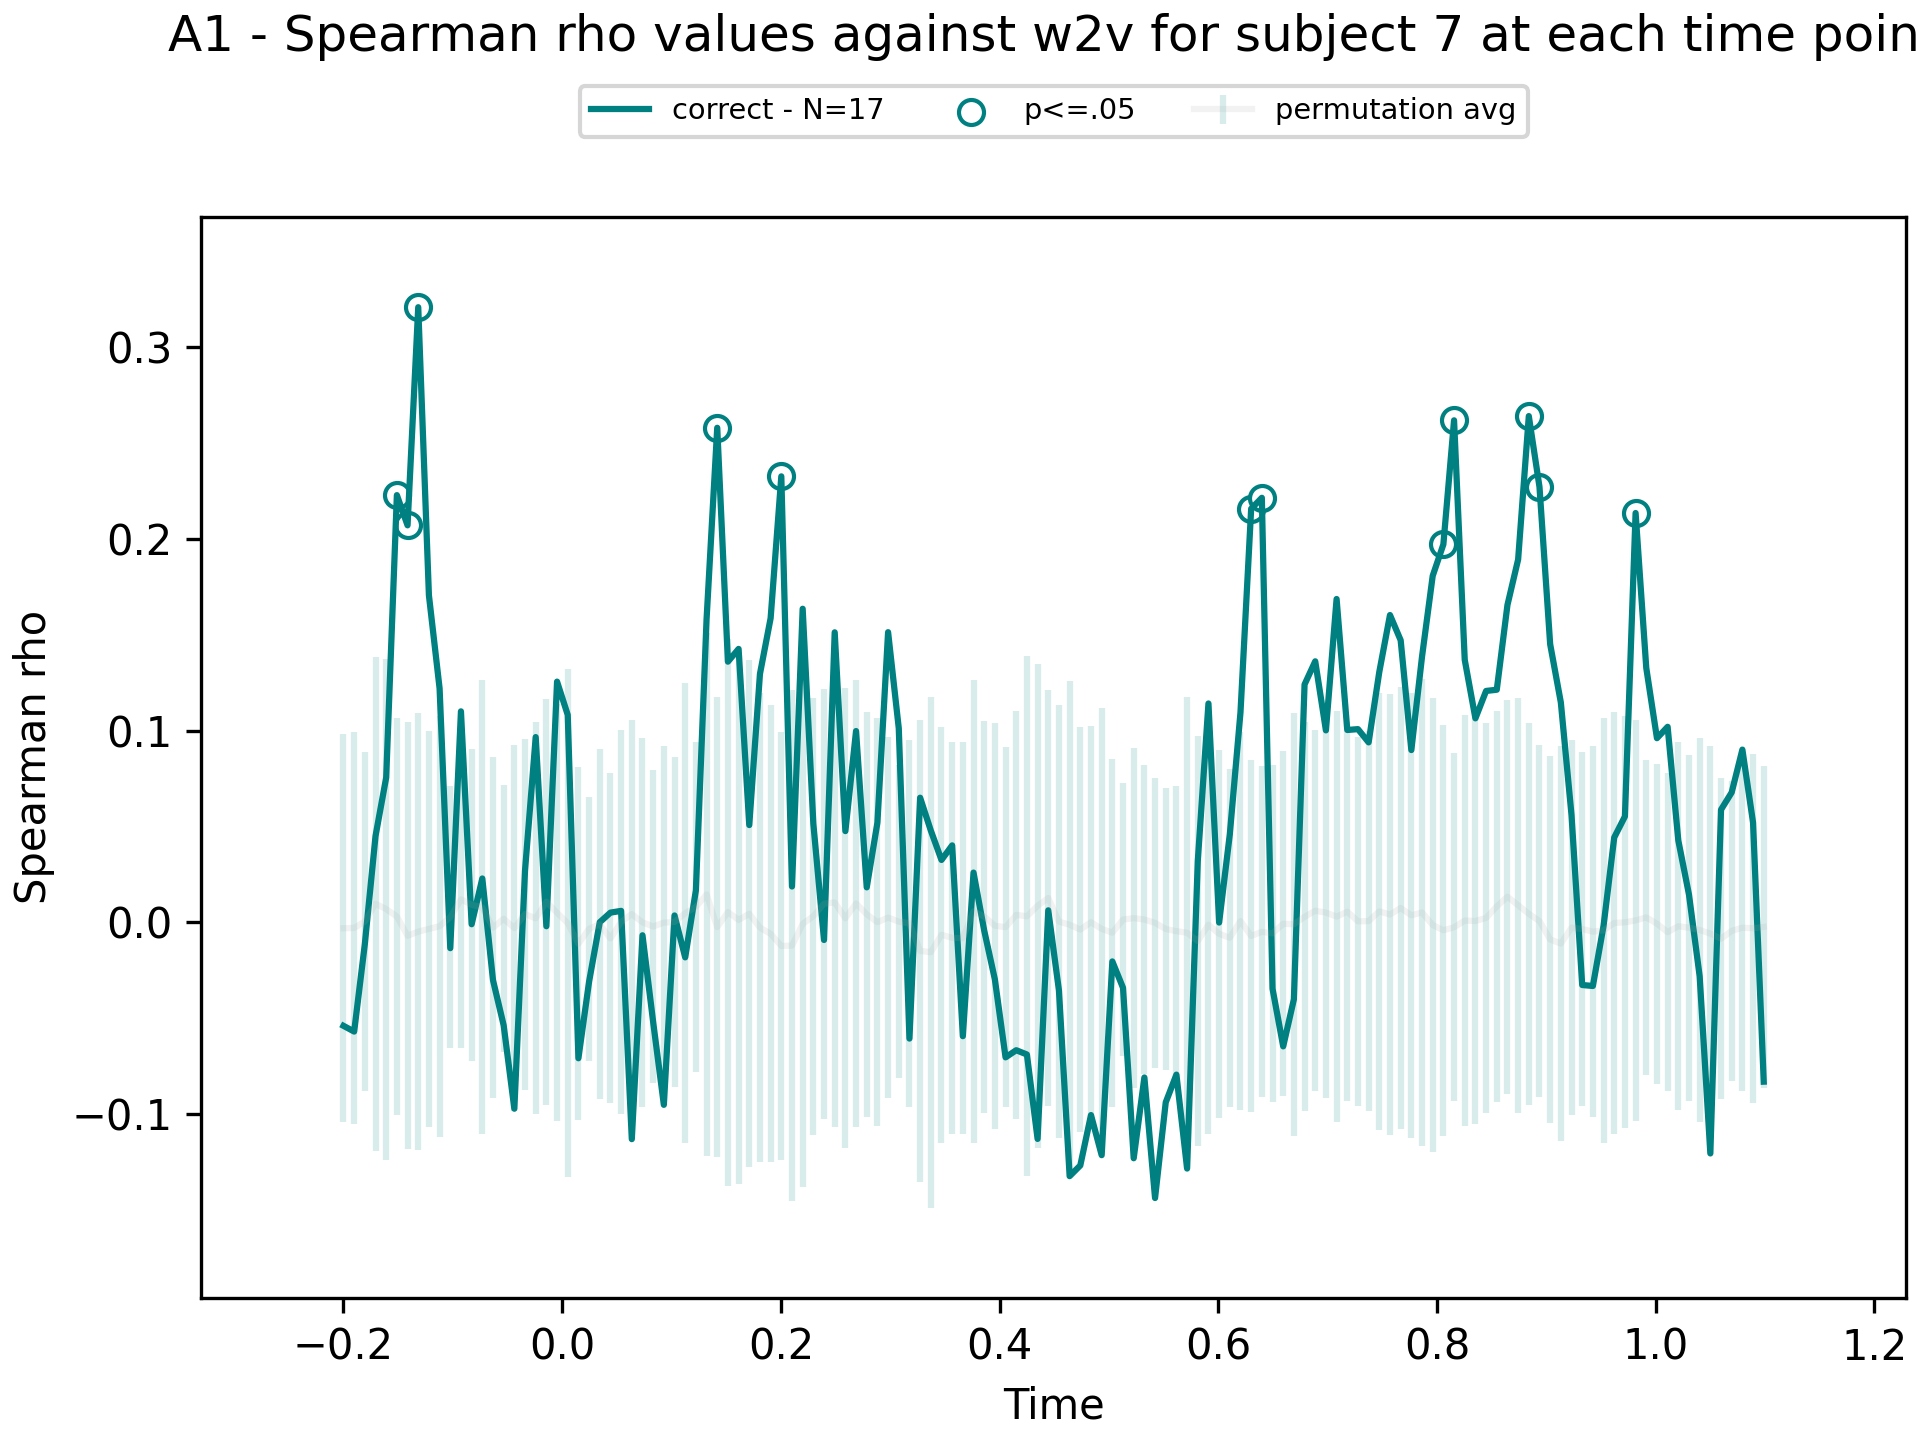 A1 - Spearman rho values against w2v for subject 7 at each time poin
correct - N=17 p<=.05 permutation avg
Spearman rho
0.3
0.2
0.1
0.0
−0.1
−0.2 0.0 0.2 0.4 0.6 0.8 1.0 1.2
Time